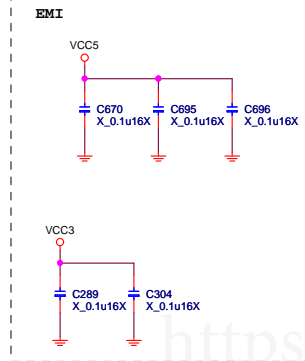 EMI
VCC5
C670
X_0.1u16X
C695
X_0.1u16X
C696
X_0.1u16X
VCC3
C289
X_0.1u16X
C304
X_0.1u16X
https